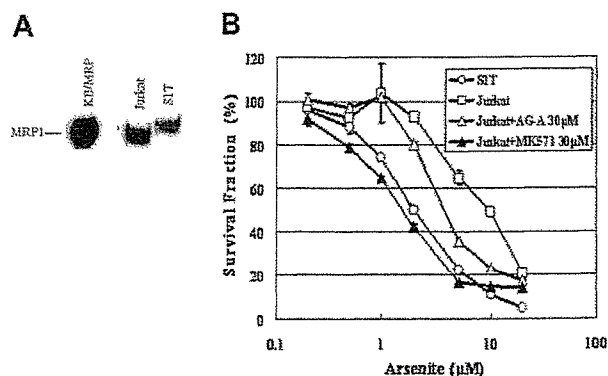 A
KB/MRP
Jurkat
S1T
MRP1
B
120
100
80
60
40
20
0
Survival Fraction (%)
0.1
1
10
100
Arsenite (µM)
S1T
Jurkat
Jurkat+AG-A 30µM
Jurkat+MK571 30µM